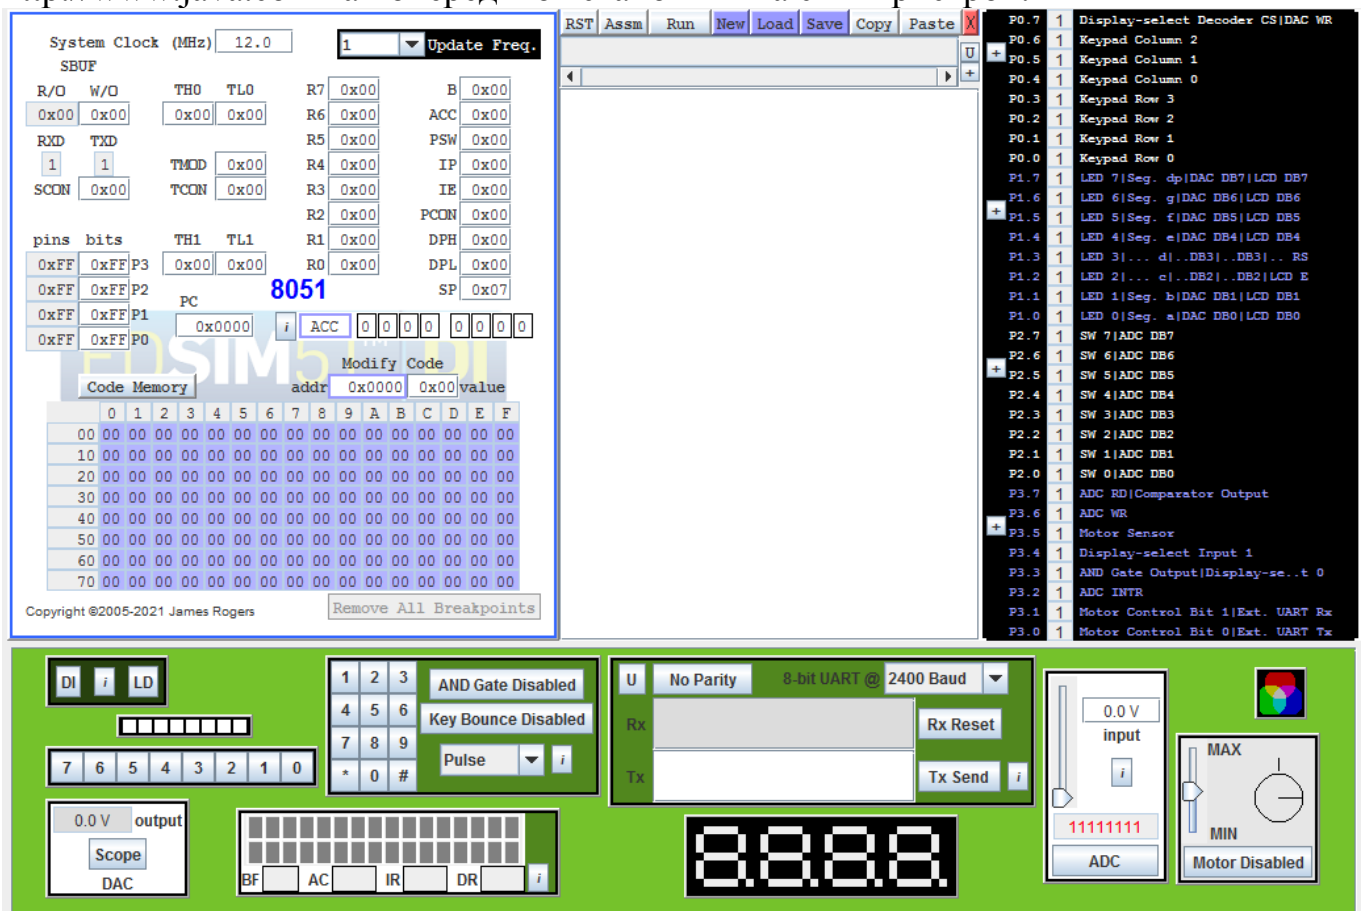 System Clock (MHz) 12.0 1 Update Freq.
SBUF
R/O W/O TH0 TL0 R7 0x00 B 0x00
0x00 0x00 0x00 0x00 R6 0x00 ACC 0x00
RXD TXD R5 0x00 PSW 0x00
1 1 TMOD 0x00 R4 0x00 IP 0x00
SCON 0x00 TCON 0x00 R3 0x00 IE 0x00
R2 0x00 PCON 0x00
pins bits TH1 TL1 R1 0x00 DPH 0x00
0xFF 0xFF P3 0x00 0x00 R0 0x00 DPL 0x00
0xFF 0xFF P2 8051 SP 0x07
0xFF 0xFF P1 PC
0x0000 i ACC 0 0 0 0 0 0 0 0
0xFF 0xFF P0
Modify Code
Code Memory addr 0x0000 0x00 value
0 1 2 3 4 5 6 7 8 9 A B C D E F
00 00 00 00 00 00 00 00 00 00 00 00 00 00 00 00 00
10 00 00 00 00 00 00 00 00 00 00 00 00 00 00 00 00
20 00 00 00 00 00 00 00 00 00 00 00 00 00 00 00 00
30 00 00 00 00 00 00 00 00 00 00 00 00 00 00 00 00
40 00 00 00 00 00 00 00 00 00 00 00 00 00 00 00 00
50 00 00 00 00 00 00 00 00 00 00 00 00 00 00 00 00
60 00 00 00 00 00 00 00 00 00 00 00 00 00 00 00 00
70 00 00 00 00 00 00 00 00 00 00 00 00 00 00 00 00
Copyright ©2005-2021 James Rogers Remove All Breakpoints
RST Assm Run New Load Save Copy Paste X
U
+
P0.7 1 Display-select Decoder CS|DAC WR
P0.6 1 Keypad Column 2
+ P0.5 1 Keypad Column 1
P0.4 1 Keypad Column 0
P0.3 1 Keypad Row 3
P0.2 1 Keypad Row 2
P0.1 1 Keypad Row 1
P0.0 1 Keypad Row 0
P1.7 1 LED 7|Seg. dp|DAC DB7|LCD DB7
P1.6 1 LED 6|Seg. g|DAC DB6|LCD DB6
+ P1.5 1 LED 5|Seg. f|DAC DB5|LCD DB5
P1.4 1 LED 4|Seg. e|DAC DB4|LCD DB4
P1.3 1 LED 3|... d|..DB3|..DB3|.. RS
P1.2 1 LED 2|... c|..DB2|..DB2|LCD E
P1.1 1 LED 1|Seg. b|DAC DB1|LCD DB1
P1.0 1 LED 0|Seg. a|DAC DB0|LCD DB0
P2.7 1 SW 7|ADC DB7
P2.6 1 SW 6|ADC DB6
+ P2.5 1 SW 5|ADC DB5
P2.4 1 SW 4|ADC DB4
P2.3 1 SW 3|ADC DB3
P2.2 1 SW 2|ADC DB2
P2.1 1 SW 1|ADC DB1
P2.0 1 SW 0|ADC DB0
P3.7 1 ADC RD|Comparator Output
P3.6 1 ADC WR
+ P3.5 1 Motor Sensor
P3.4 1 Display-select Input 1
P3.3 1 AND Gate Output|Display-se..t 0
P3.2 1 ADC INTR
P3.1 1 Motor Control Bit 1|Ext. UART Rx
P3.0 1 Motor Control Bit 0|Ext. UART Tx
DI i LD
7 6 5 4 3 2 1 0
0.0 V output
Scope
DAC
1 2 3 AND Gate Disabled
4 5 6 Key Bounce Disabled
7 8 9 Pulse i
* 0 #
BF AC IR DR i
U No Parity 8-bit UART @ 2400 Baud
Rx Rx Reset
Tx Tx Send i
8.8.8.8.
0.0 V
input
i
11111111
ADC
MAX
MIN
Motor Disabled